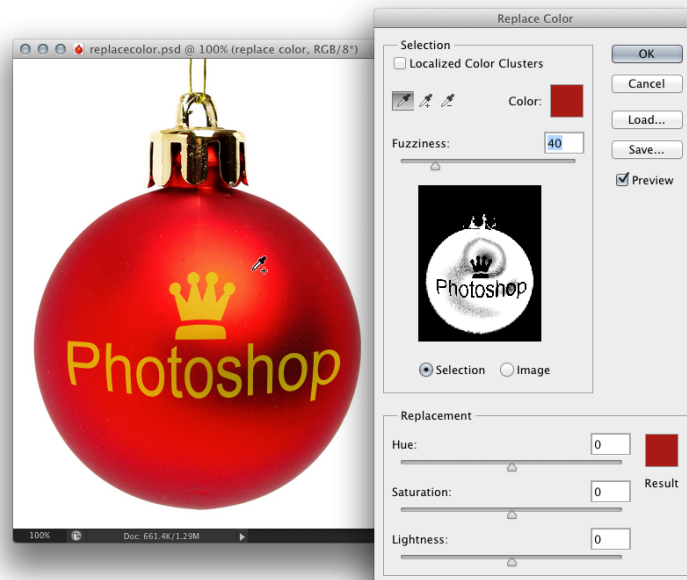 Replace Color
replacecolor.psd @ 100% (replace color, RGB/8*)
Photoshop
100%
Doc: 661.4K/1.29M
Selection
Localized Color Clusters
Color:
Fuzziness:
40
Photoshop
Selection
Image
OK
Cancel
Load...
Save...
Preview
Replacement
Hue:
0
Saturation:
0
Lightness:
0
Result